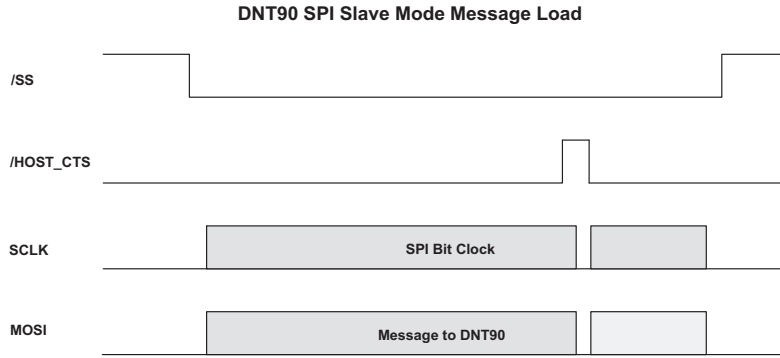 DNT90 SPI Slave Mode Message Load
/SS
/HOST_CTS
SCLK
SPI Bit Clock
MOSI
Message to DNT90